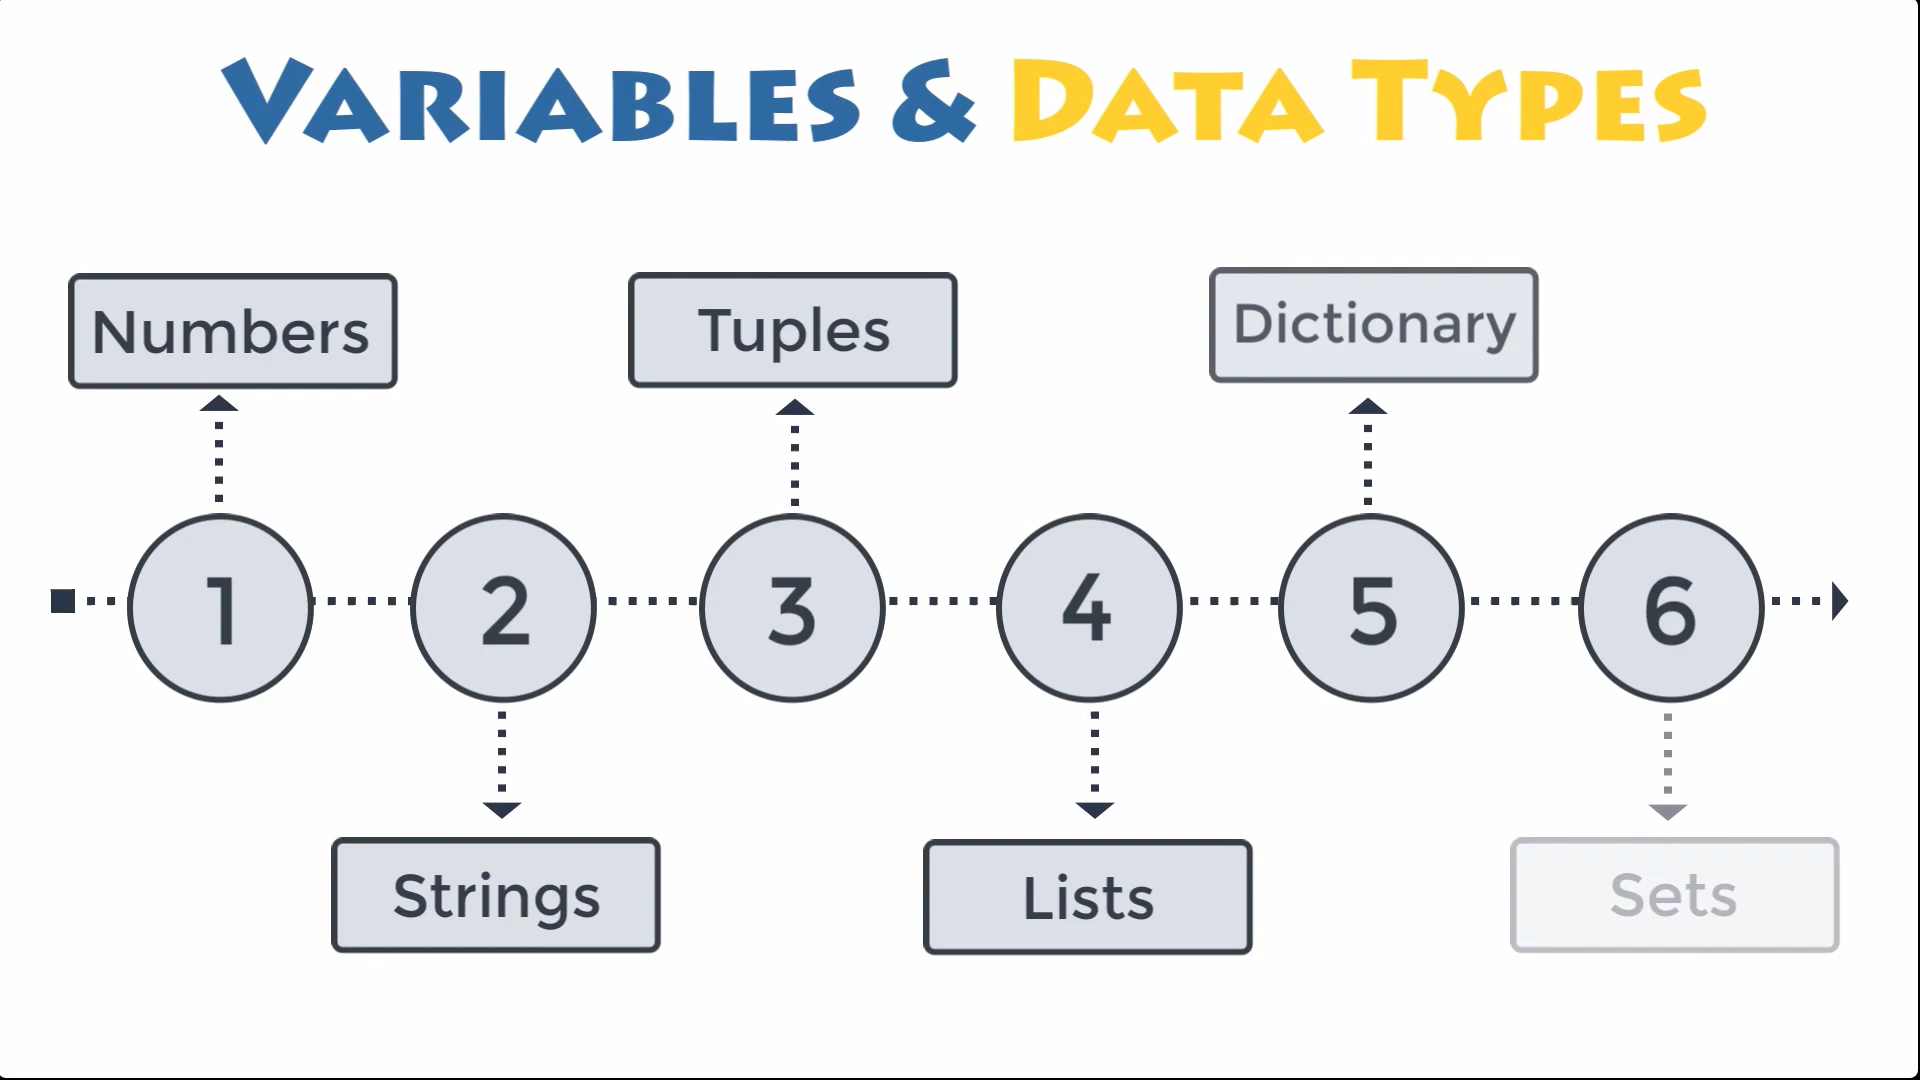 VARIABLES & DATA TYPES
Numbers
Tuples
Dictionary
1
2
3
4
5
6
Strings
Lists
Sets